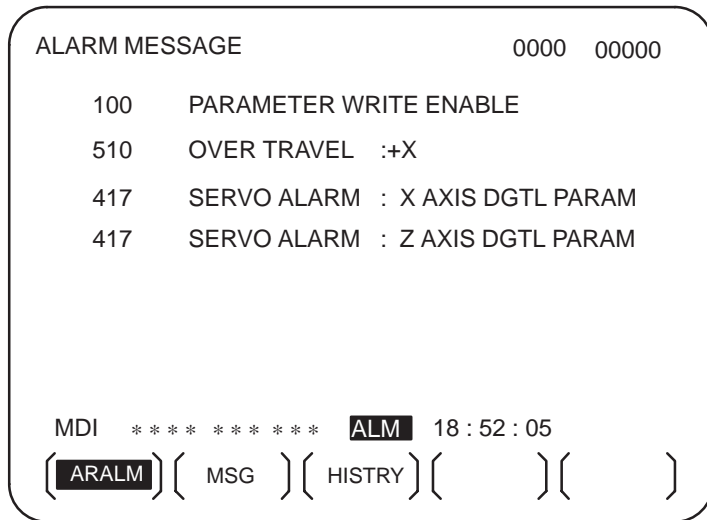 ALARM MESSAGE 0000 00000
100 PARAMETER WRITE ENABLE
510 OVER TRAVEL :+X
417 SERVO ALARM : X AXIS DGTL PARAM
417 SERVO ALARM : Z AXIS DGTL PARAM
MDI **** *** *** ALM 18 : 52 : 05
ARALM MSG HISTRY